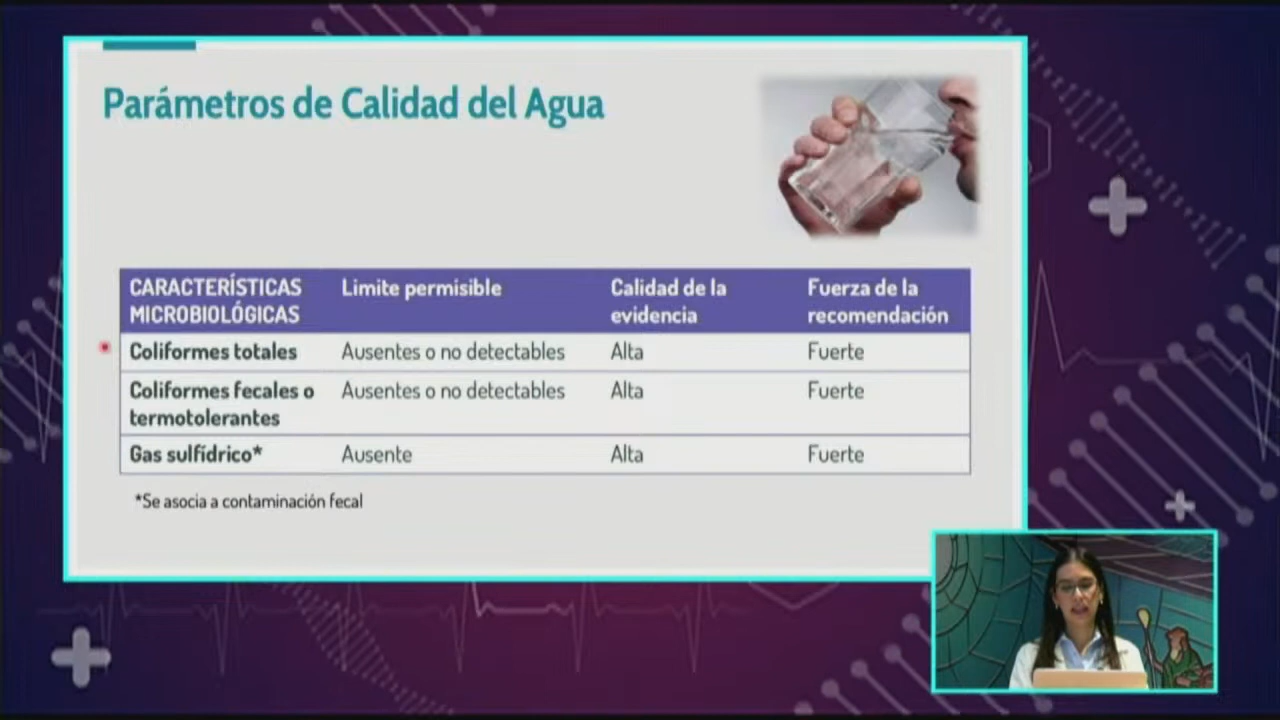 Parámetros de Calidad del Agua
CARACTERÍSTICAS MICROBIOLÓGICAS Limite permisible Calidad de la evidencia Fuerza de la recomendación
Coliformes totales Ausentes o no detectables Alta Fuerte
Coliformes fecales o termotolerantes Ausentes o no detectables Alta Fuerte
Gas sulfídrico* Ausente Alta Fuerte
*Se asocia a contaminación fecal